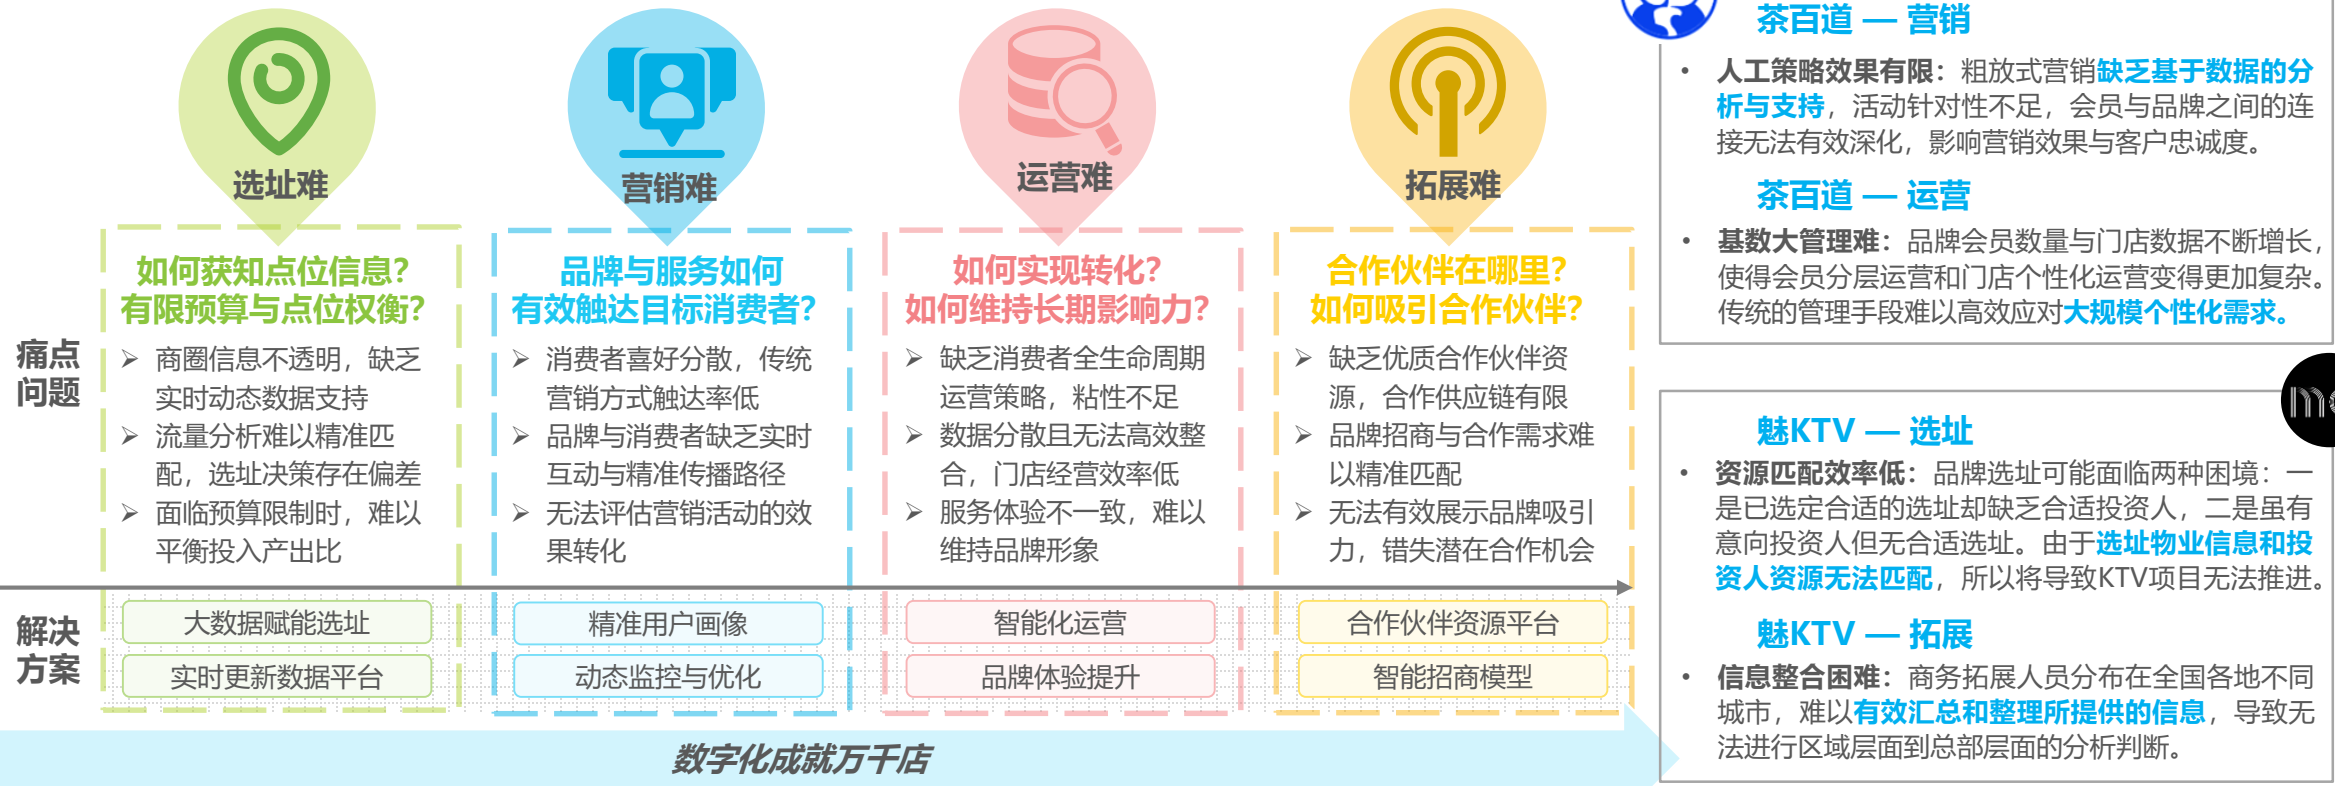 选址难
营销难
运营难
拓展难
痛点
问题
如何获知点位信息？
有限预算与点位权衡？
➢ 商圈信息不透明，缺乏
实时动态数据支持
➢ 流量分析难以精准匹
配，选址决策存在偏差
➢ 面临预算限制时，难以
平衡投入产出比
品牌与服务如何
有效触达目标消费者？
➢ 消费者喜好分散，传统
营销方式触达率低
➢ 品牌与消费者缺乏实时
互动与精准传播路径
➢ 无法评估营销活动的效
果转化
如何实现转化？
如何维持长期影响力？
➢ 缺乏消费者全生命周期
运营策略，粘性不足
➢ 数据分散且无法高效整
合，门店经营效率低
➢ 服务体验不一致，难以
维持品牌形象
合作伙伴在哪里？
如何吸引合作伙伴？
➢ 缺乏优质合作伙伴资
源，合作供应链有限
➢ 品牌招商与合作需求难
以精准匹配
➢ 无法有效展示品牌吸引
力，错失潜在合作机会
解决
方案
大数据赋能选址
实时更新数据平台
精准用户画像
动态监控与优化
智能化运营
品牌体验提升
合作伙伴资源平台
智能招商模型
数字化成就万千店
茶百道 — 营销
• 人工策略效果有限：粗放式营销缺乏基于数据的分
析与支持，活动针对性不足，会员与品牌之间的连
接无法有效深化，影响营销效果与客户忠诚度。
茶百道 — 运营
• 基数大管理难：品牌会员数量与门店数据不断增长，
使得会员分层运营和门店个性化运营变得更加复杂。
传统的管理手段难以高效应对大规模个性化需求。
魅KTV — 选址
• 资源匹配效率低：品牌选址可能面临两种困境：一
是已选定合适的选址却缺乏合适投资人，二是虽有
意向投资人但无合适选址。由于选址物业信息和投
资人资源无法匹配，所以将导致KTV项目无法推进。
魅KTV — 拓展
• 信息整合困难：商务拓展人员分布在全国各地不同
城市，难以有效汇总和整理所提供的信息，导致无
法进行区域层面到总部层面的分析判断。